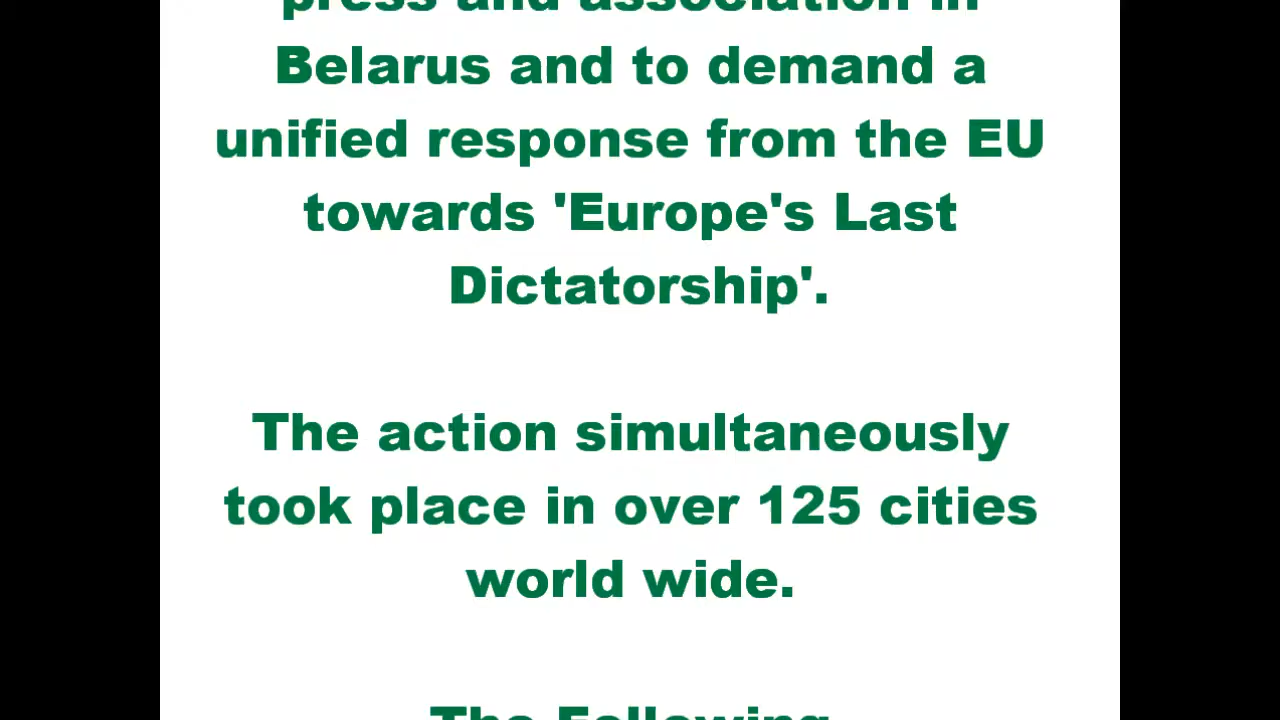 press and association in
Belarus and to demand a
unified response from the EU
towards 'Europe's Last
Dictatorship'.
The action simultaneously
took place in over 125 cities
world wide.
The Following